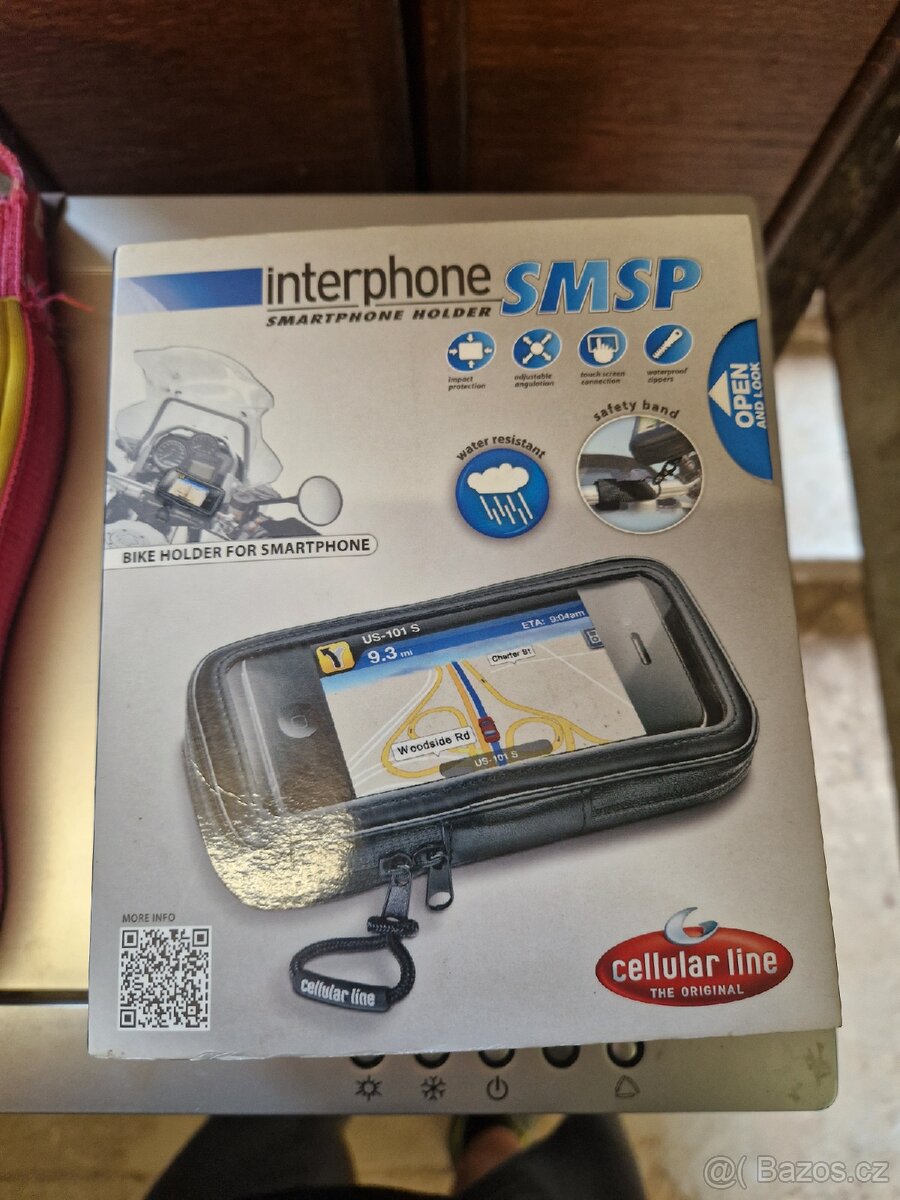 interphone SMSP
SMARTPHONE HOLDER
impact
protection
adjustable
angulation
touch screen
connection
waterproof
zippers
OPEN
AND LOOK
water resistant
safety band
BIKE HOLDER FOR SMARTPHONE
US-101 S
9.3 mi
ETA: 9:04am
Charter St
Woodside Rd
US-101 S
MORE INFO
cellular line
cellular line
THE ORIGINAL
@( Bazos.cz